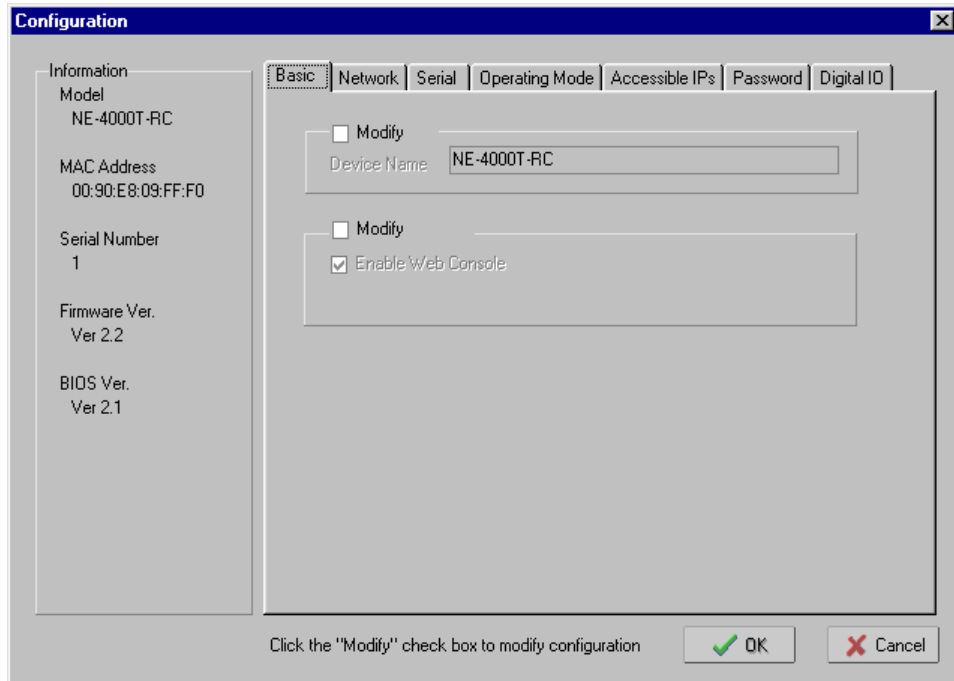 Configuration
Information
Model
NE-4000T-RC
MAC Address
00:90:E8:09:FF:F0
Serial Number
1
Firmware Ver.
Ver 2.2
BIOS Ver.
Ver 2.1
Basic Network Serial Operating Mode Accessible IPs Password Digital IO
Modify
Device Name NE-4000T-RC
Modify
Enable Web Console
Click the "Modify" check box to modify configuration
OK
Cancel